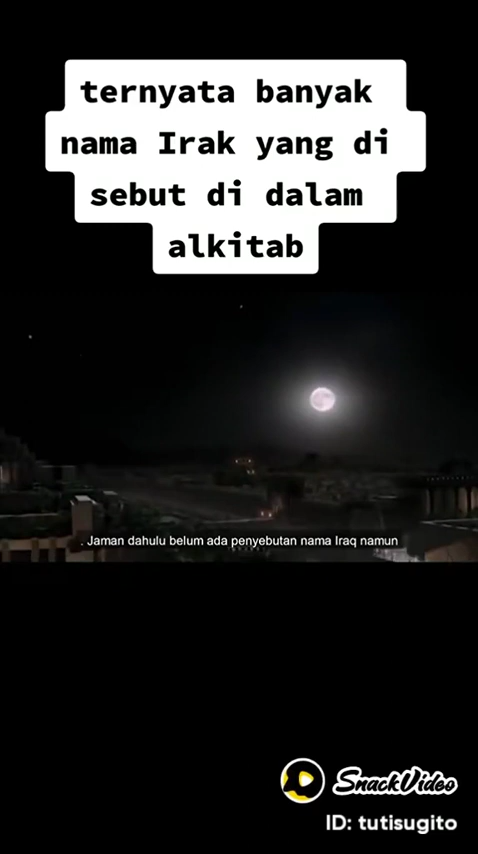 ternyata banyak
nama Irak yang di
sebut di dalam
alkitab
. Jaman dahulu belum ada penyebutan nama Iraq namun
SnackVideo
ID: tutisugito